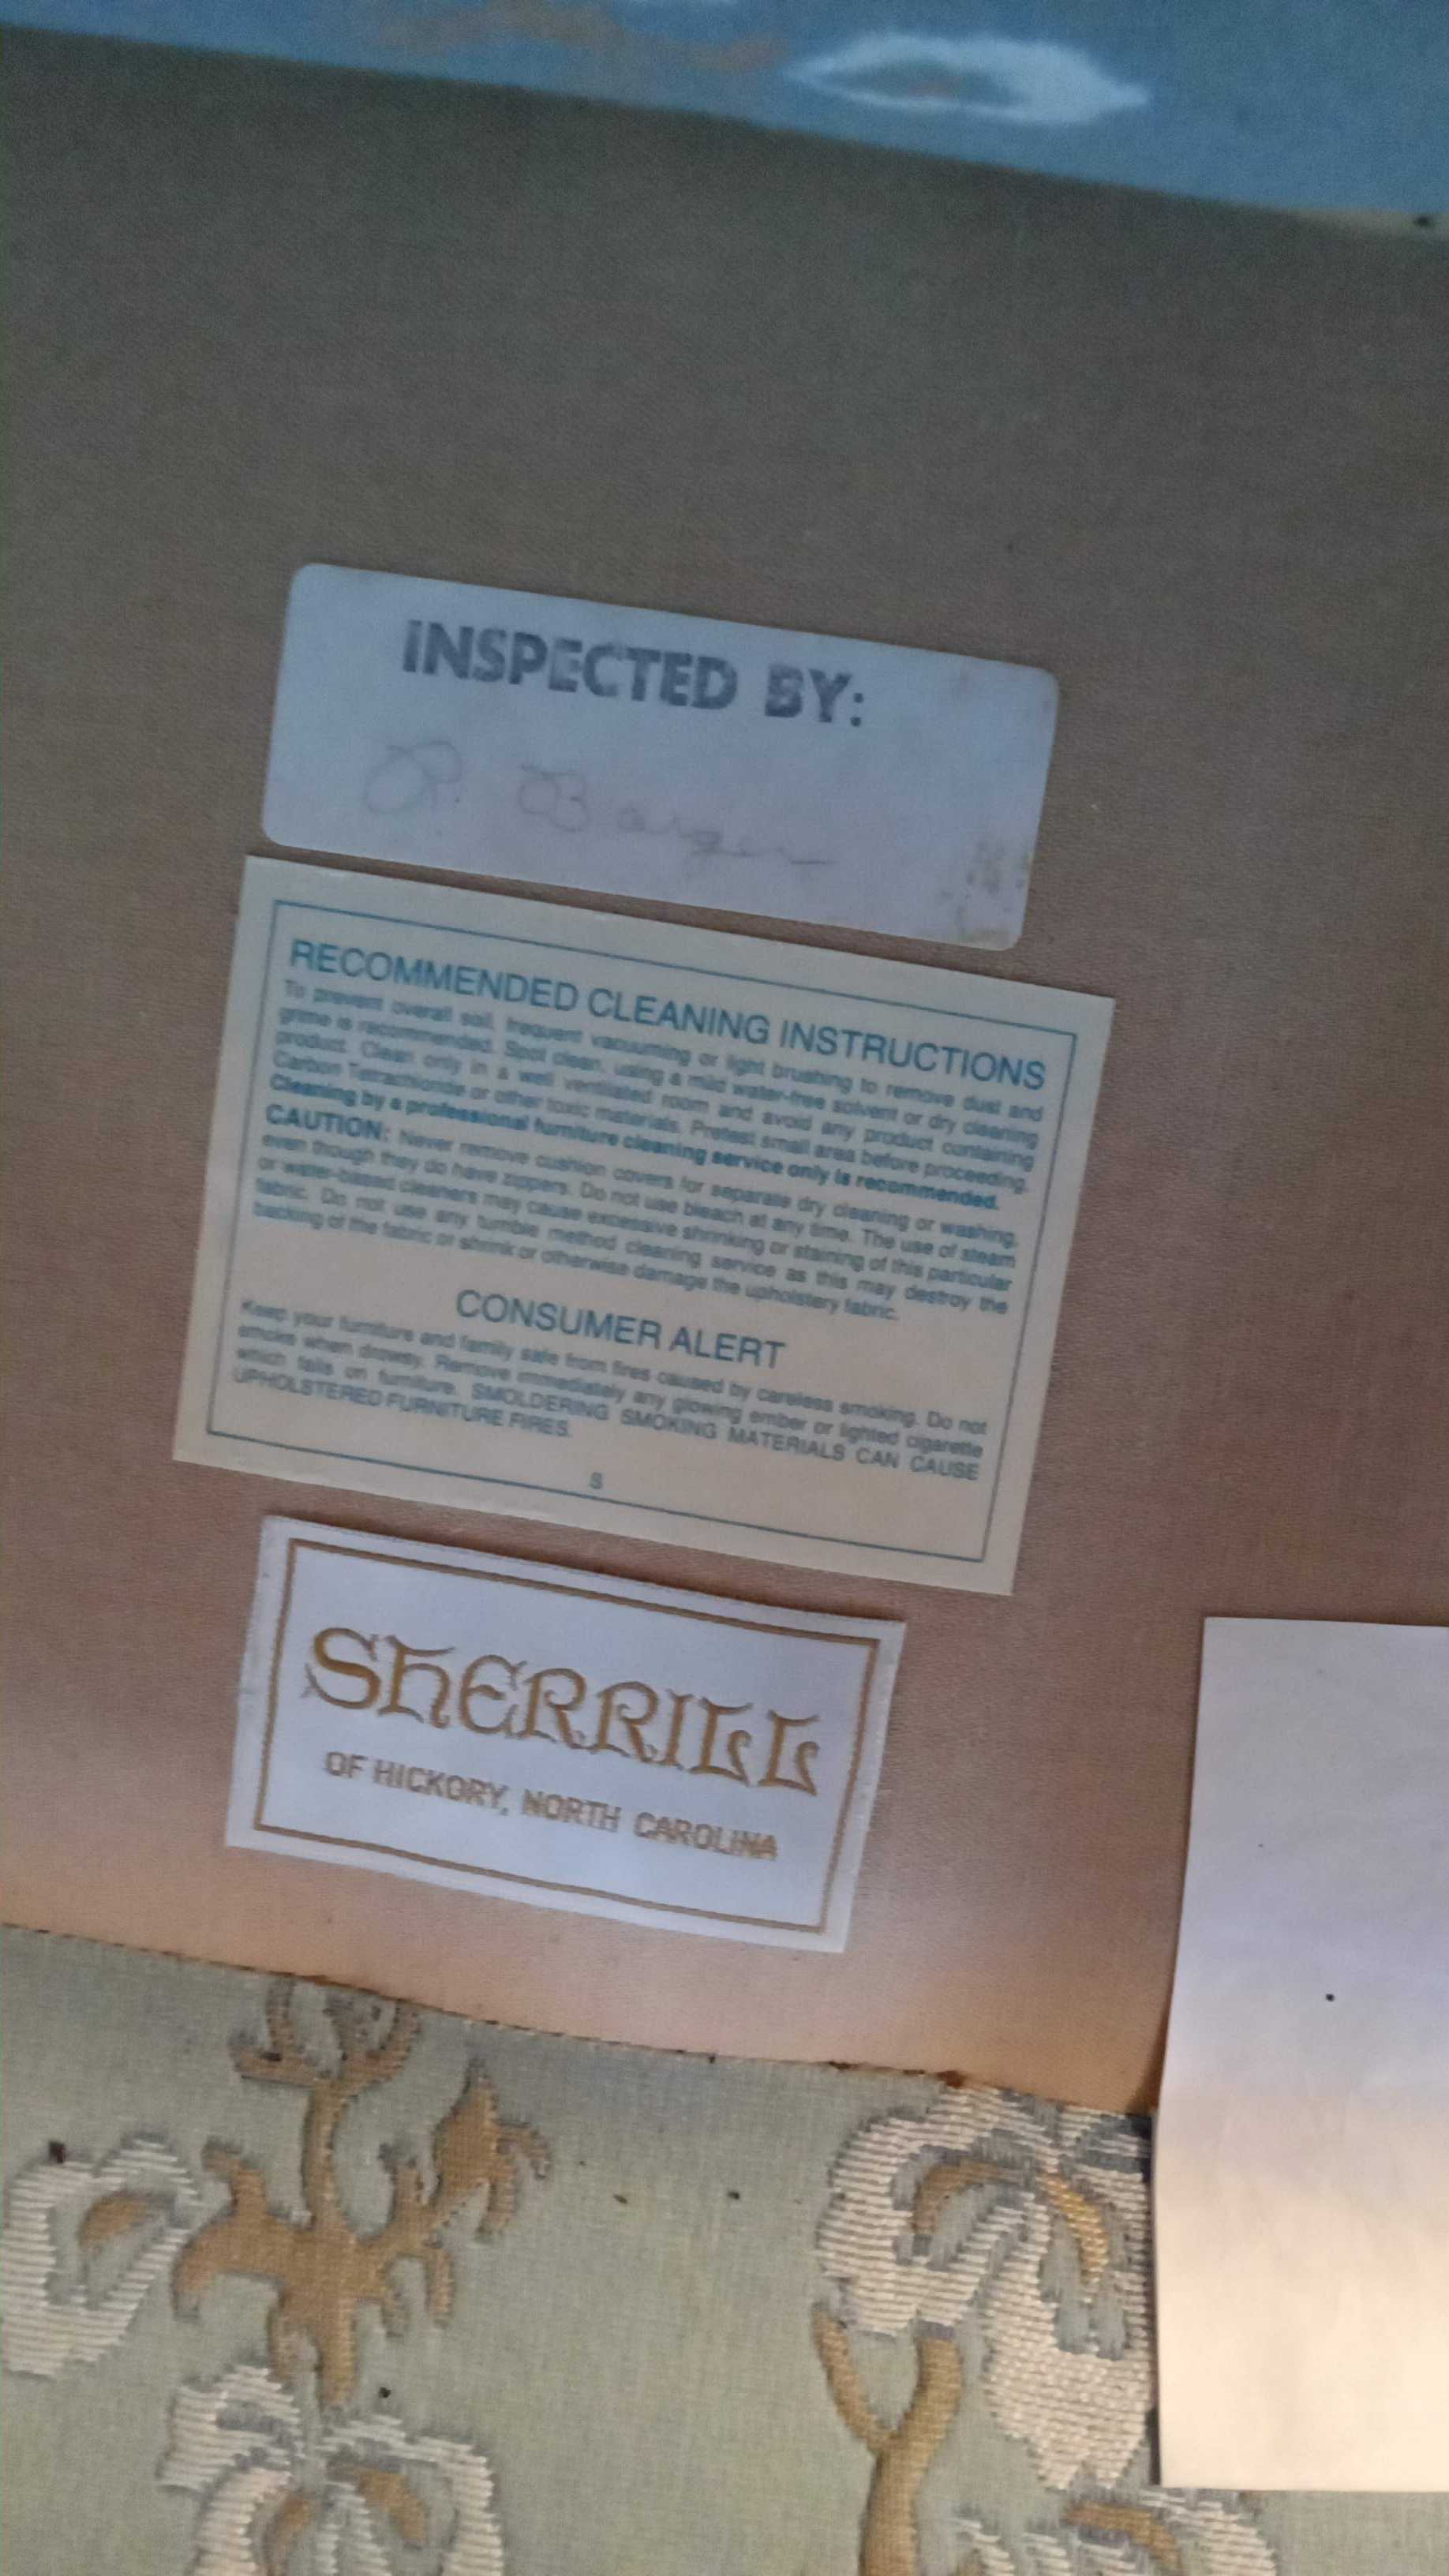 INSPECTED BY:
RECOMMENDED CLEANING INSTRUCTIONS
To prevent overall soil, frequent vacuuming or light brushing to remove dust and
grime is recommended. Spot clean, using a mild water-free solvent or dry cleaning
product. Clean only in a well ventilated room and avoid any product containing
Carbon Tetrachloride or other toxic materials. Pretest small area before proceeding.
Cleaning by a professional furniture cleaning service only is recommended.
CAUTION: Never remove cushion covers for separate dry cleaning or washing,
even though they do have zippers. Do not use bleach at any time. The use of steam
or water-based cleaners may cause excessive shrinking or staining of this particular
fabric. Do not use any tumble method cleaning service as this may destroy the
backing of the fabric or shrink or otherwise damage the upholstery fabric.
CONSUMER ALERT
Keep your furniture and family safe from fires caused by careless smoking. Do not
smoke when drowsy. Remove immediately any glowing ember or lighted cigarette
which falls on furniture. SMOLDERING SMOKING MATERIALS CAN CAUSE
UPHOLSTERED FURNITURE FIRES.
S
SHERRILL
OF HICKORY, NORTH CAROLINA